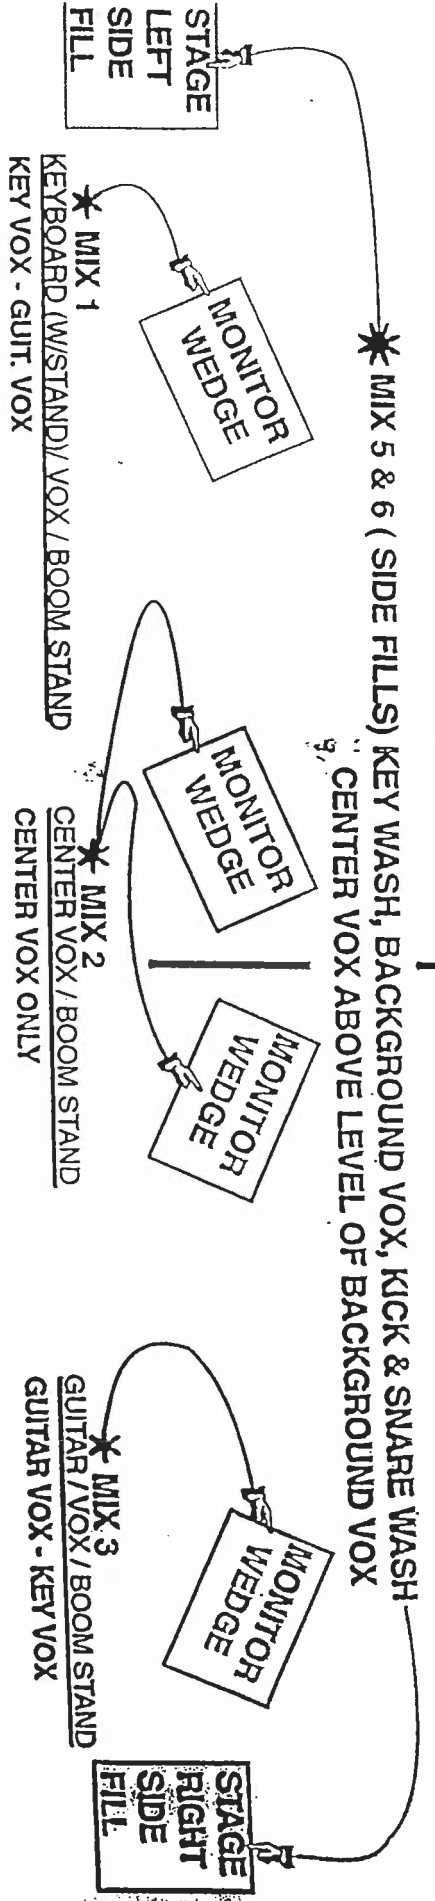 STAGE
LEFT
SIDE
FILL
✷ MIX 5 & 6 ( SIDE FILLS) KEY WASH, BACKGROUND VOX, KICK & SNARE WASH
CENTER VOX ABOVE LEVEL OF BACKGROUND VOX
MONITOR
WEDGE
✷ MIX 1
KEYBOARD (W/STAND)/ VOX / BOOM STAND
KEY VOX - GUIT. VOX
MONITOR
WEDGE
MONITOR
WEDGE
✷ MIX 2
CENTER VOX / BOOM STAND
CENTER VOX ONLY
MONITOR
WEDGE
✷ MIX 3
GUITAR / VOX / BOOM STAND
GUITAR VOX - KEY VOX
STAGE
RIGHT
SIDE
FILL